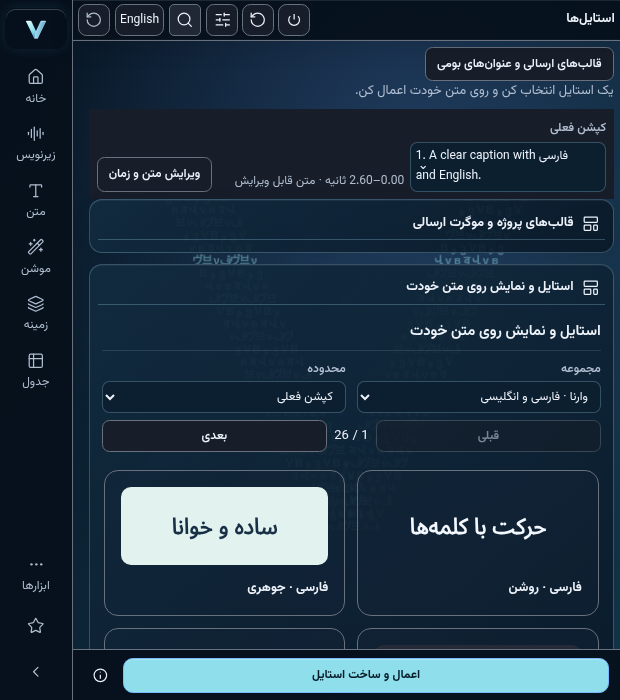 استایل‌ها
English
قالب‌های ارسالی و عنوان‌های بومی
یک استایل انتخاب کن و روی متن خودت اعمال کن.
کپشن فعلی
1. A clear caption with فارسی
and English.
0.00–2.60 ثانیه · متن قابل ویرایش
ویرایش متن و زمان
قالب‌های پروژه و موگرت ارسالی
استایل و نمایش روی متن خودت
استایل و نمایش روی متن خودت
مجموعه
محدوده
وارنا · فارسی و انگلیسی
کپشن فعلی
قبلی
1 / 26
بعدی
حرکت با کلمه‌ها
فارسی · روشن
ساده و خوانا
فارسی · جوهری
اعمال و ساخت استایل
خانه
زیرنویس
متن
موشن
زمینه
جدول
ابزارها